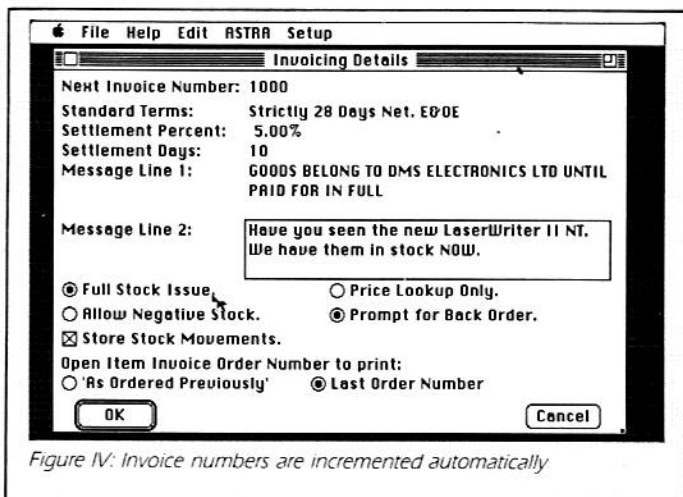 File Help Edit ASTRA Setup
Invoicing Details
Next Invoice Number: 1000
Standard Terms: Strictly 28 Days Net. E&OE
Settlement Percent: 5.00%
Settlement Days: 10
Message Line 1: GOODS BELONG TO DMS ELECTRONICS LTD UNTIL
PAID FOR IN FULL
Message Line 2: Have you seen the new LaserWriter II NT.
We have them in stock NOW.
Full Stock Issue. Price Lookup Only.
Allow Negative Stock. Prompt for Back Order.
Store Stock Movements.
Open Item Invoice Order Number to print:
'As Ordered Previously' Last Order Number
OK Cancel
Figure IV: Invoice numbers are incremented automatically